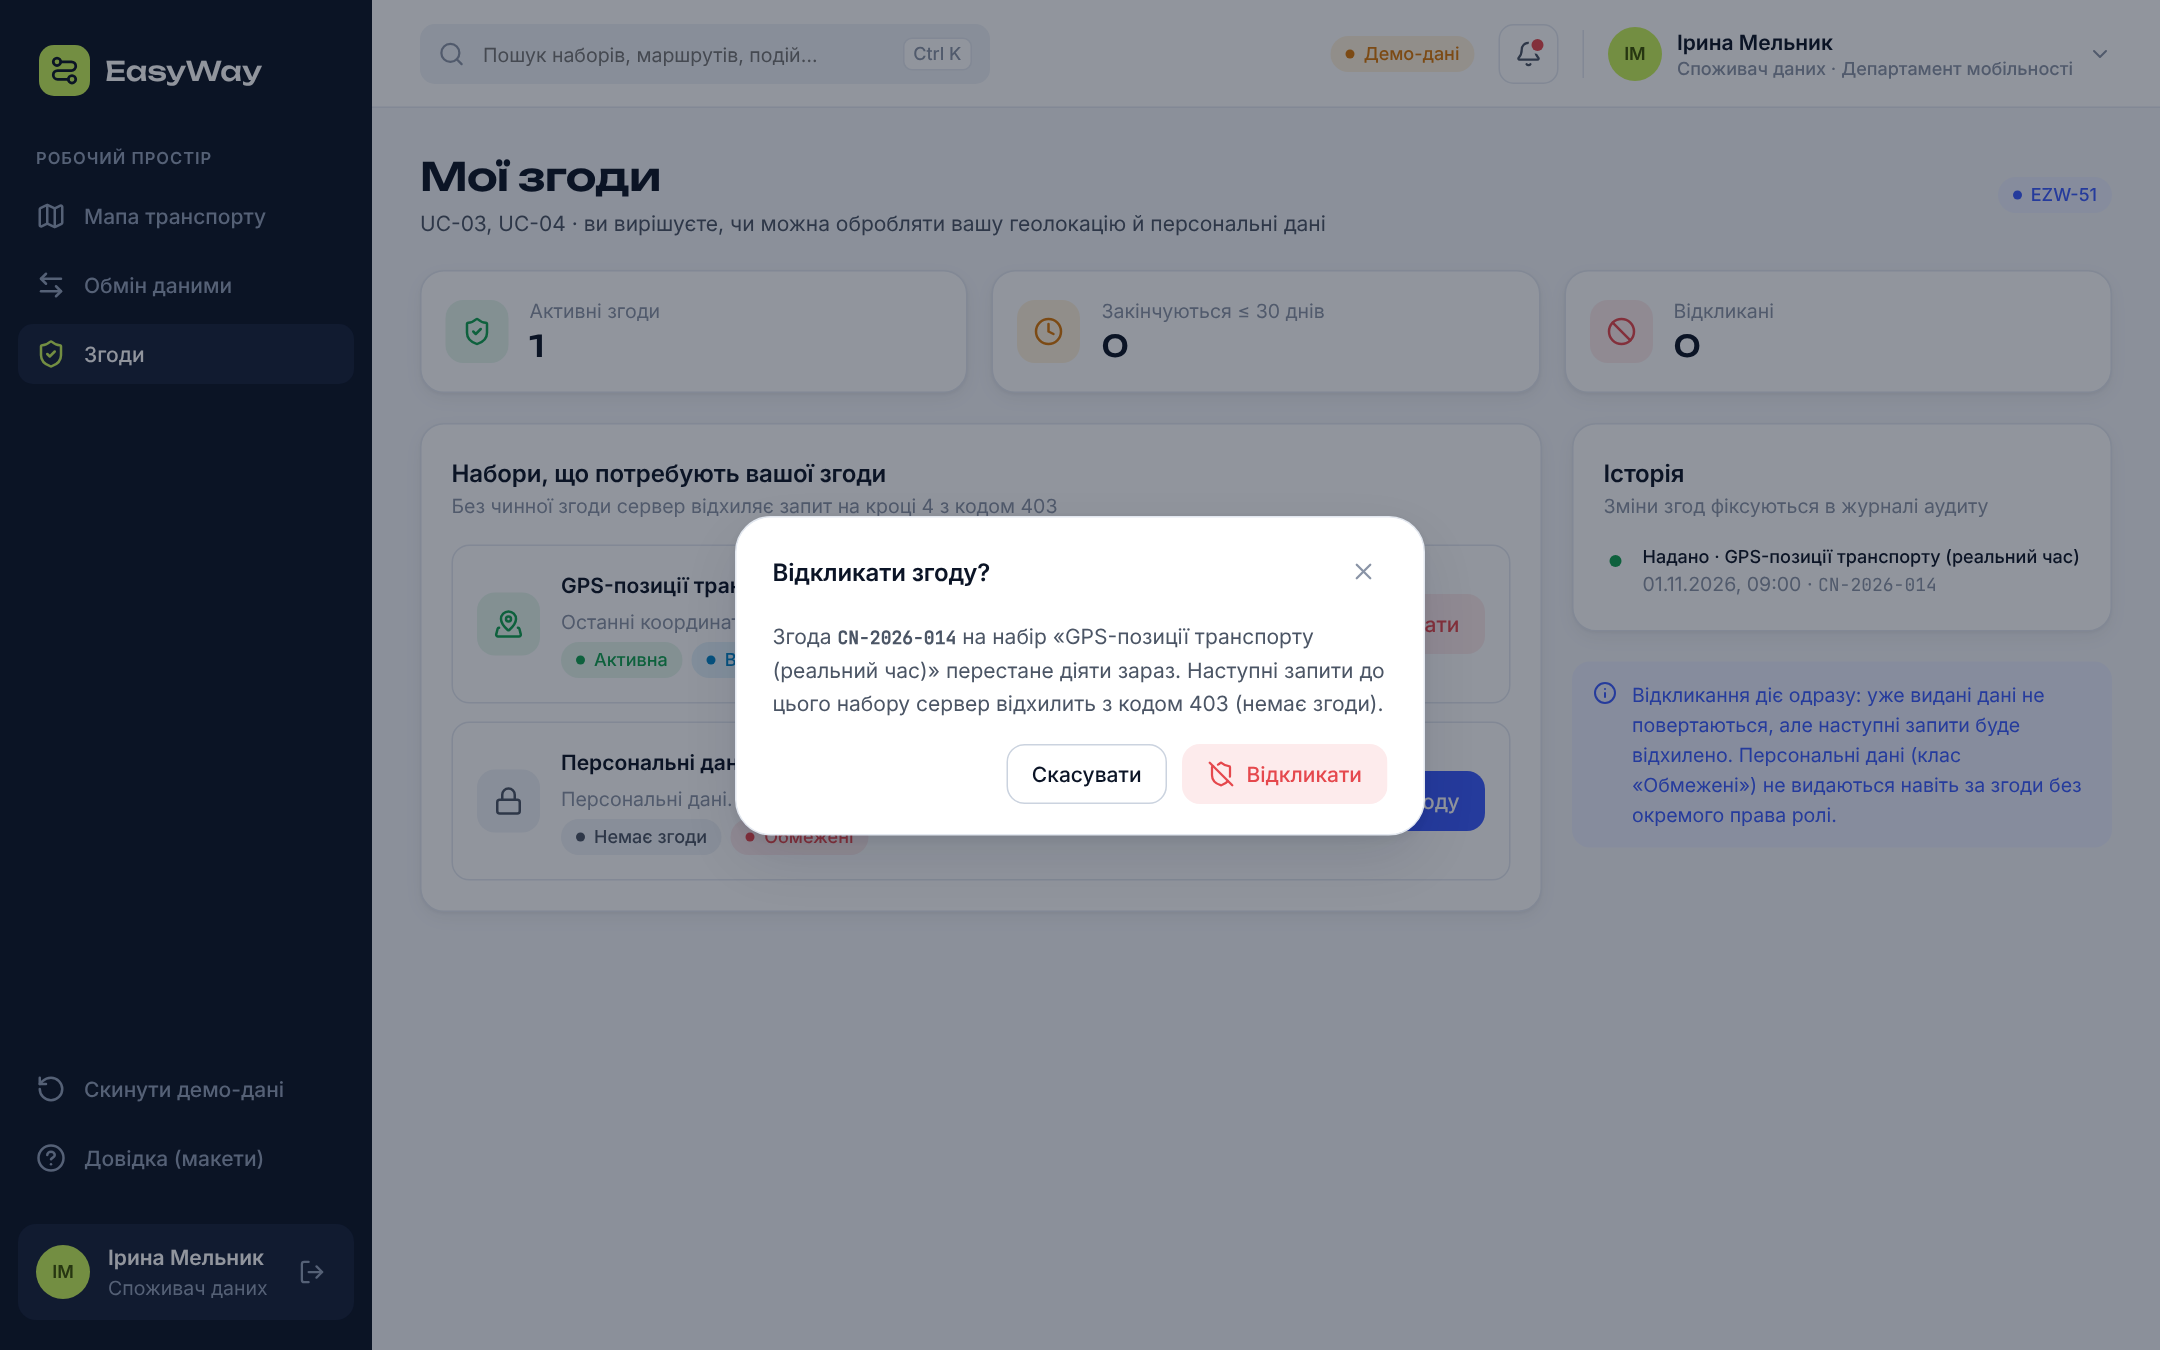 EasyWay
РОБОЧИЙ ПРОСТІР
Мапа транспорту
Обмін даними
Згоди
Скинути демо-дані
Довідка (макети)
ІМ
Ірина Мельник
Споживач даних
Пошук наборів, маршрутів, подій...
Ctrl K
Демо-дані
ІМ
Ірина Мельник
Споживач даних · Департамент мобільності
Мої згоди
UC-03, UC-04 · ви вирішуєте, чи можна обробляти вашу геолокацію й персональні дані
EZW-51
Активні згоди
1
Закінчуються ≤ 30 днів
0
Відкликані
0
Набори, що потребують вашої згоди
Без чинної згоди сервер відхиляє запит на кроці 4 з кодом 403
GPS-позиції
Активна
Персональні
Персональні дані.
Немає згоди
Обмежені
Історія
Зміни згод фіксуються в журналі аудиту
Надано · GPS-позиції транспорту (реальний час)
01.11.2026, 09:00 · CN-2026-014
Відкликання діє одразу: уже видані дані не
повертаються, але наступні запити буде
відхилено. Персональні дані (клас
«Обмежені») не видаються навіть за згоди без
окремого права ролі.
Відкликати згоду?
Згода CN-2026-014 на набір «GPS-позиції транспорту
(реальний час)» перестане діяти зараз. Наступні запити до
цього набору сервер відхилить з кодом 403 (немає згоди).
Скасувати
Відкликати